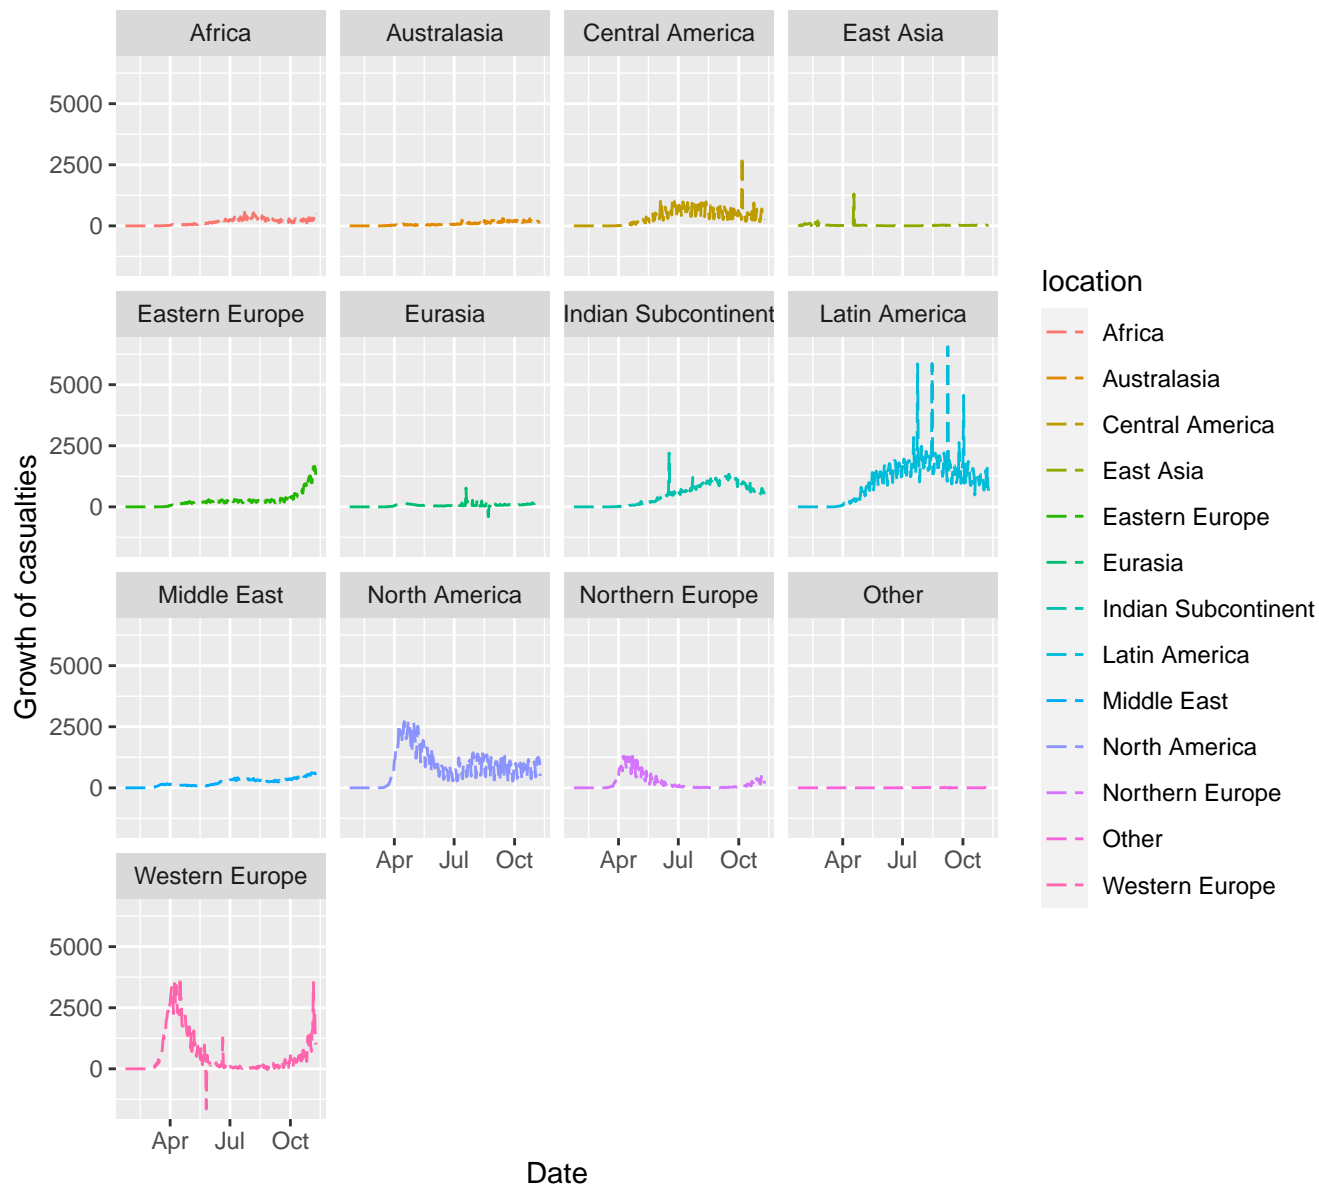 Africa
Australasia
Central America
East Asia
5000
2500
0
Eastern Europe
Eurasia
Indian Subcontinent
Latin America
5000
2500
0
Middle East
North America
Northern Europe
Other
5000
2500
0
Apr Jul Oct
Apr Jul Oct
Apr Jul Oct
Western Europe
5000
2500
0
Apr Jul Oct
Growth of casualties
Date
location
Africa
Australasia
Central America
East Asia
Eastern Europe
Eurasia
Indian Subcontinent
Latin America
Middle East
North America
Northern Europe
Other
Western Europe